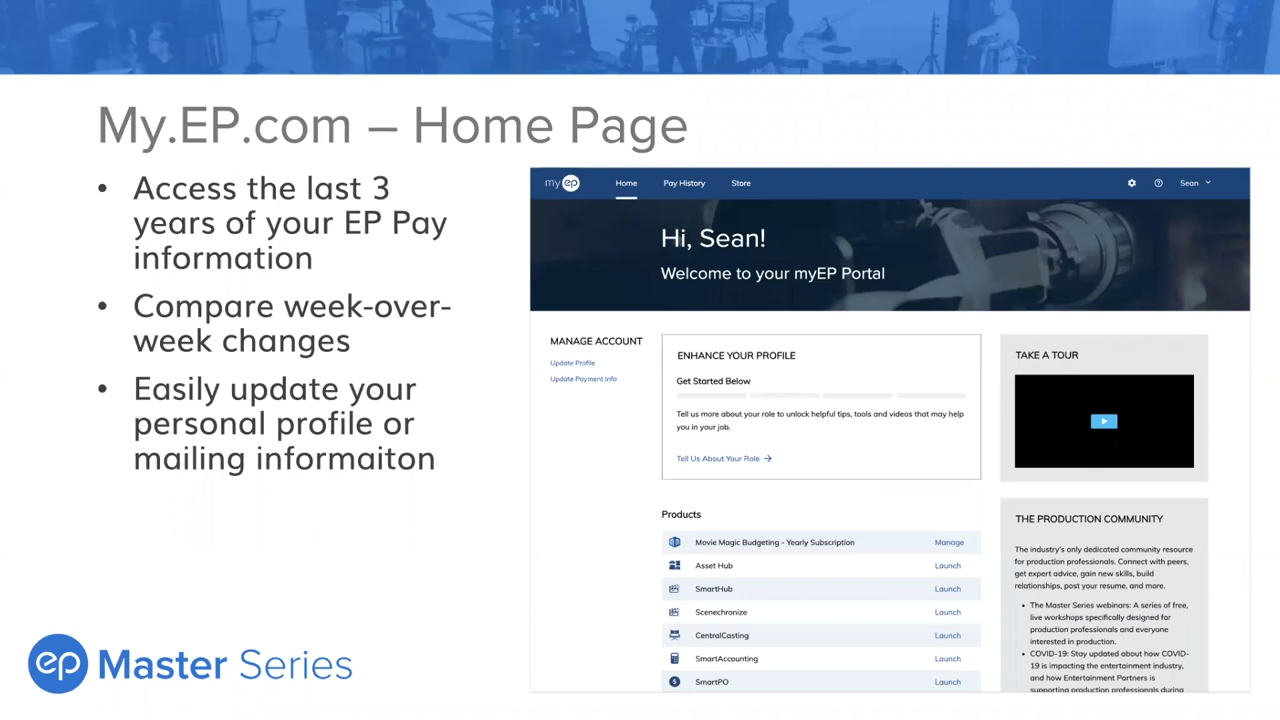 My.EP.com – Home Page
• Access the last 3
years of your EP Pay
information
• Compare week-over-
week changes
• Easily update your
personal profile or
mailing informaiton
ep Master Series
my ep Home Pay History Store Sean
Hi, Sean!
Welcome to your myEP Portal
MANAGE ACCOUNT
Update Profile
Update Payment Info
ENHANCE YOUR PROFILE
Get Started Below
Tell us more about your role to unlock helpful tips, tools and videos that may help
you in your job.
Tell Us About Your Role →
Products
Movie Magic Budgeting - Yearly Subscription Manage
Asset Hub Launch
SmartHub Launch
Scenechronize Launch
CentralCasting Launch
SmartAccounting Launch
SmartPO Launch
TAKE A TOUR
THE PRODUCTION COMMUNITY
The industry's only dedicated community resource
for production professionals. Connect with peers,
get expert advice, gain new skills, build
relationships, post your resume, and more.
• The Master Series webinars: A series of free,
live workshops specifically designed for
production professionals and everyone
interested in production.
• COVID-19: Stay updated about how COVID-
19 is impacting the entertainment industry,
and how Entertainment Partners is
supporting production professionals during